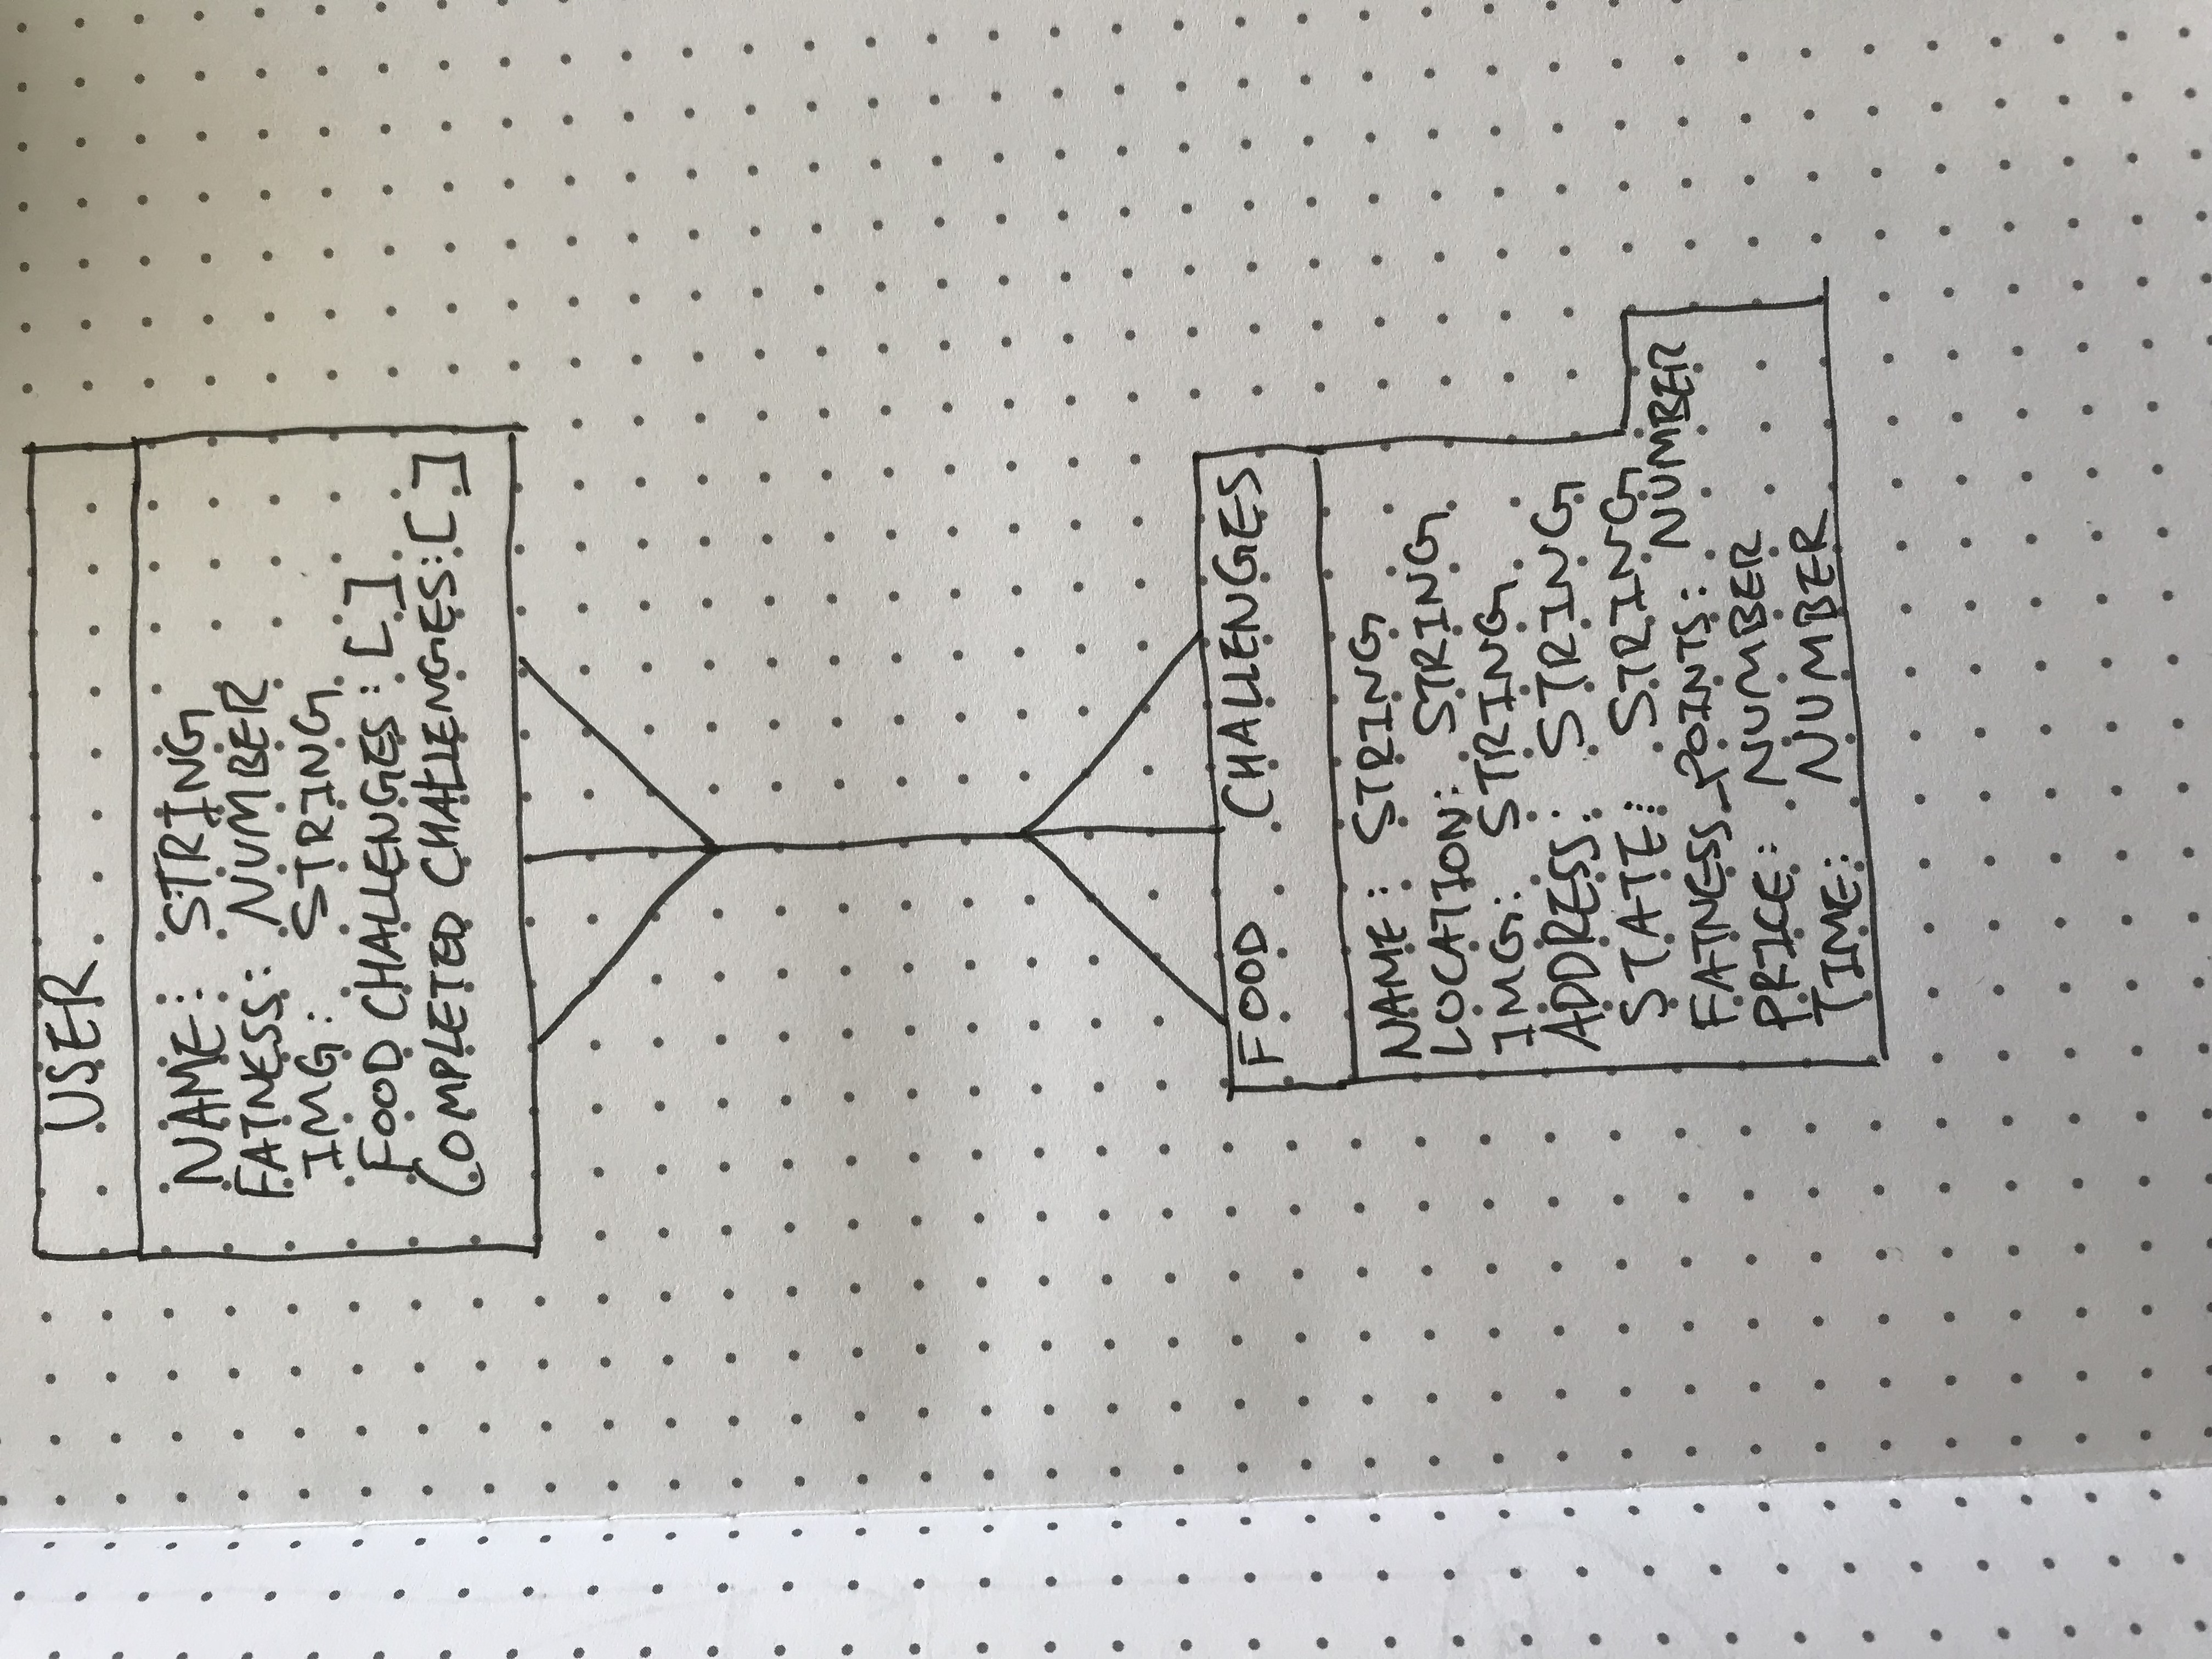 USER
NAME: STRING
FATNESS: NUMBER
IMG: STRING
FOOD CHALLENGES: []
COMPLETED CHALLENGES: []
FOOD CHALLENGES
NAME: STRING
LOCATION: STRING
IMG: STRING
ADDRESS: STRING
STATE: STRING
FATNESS_POINTS: NUMBER
PRICE: NUMBER
TIME: NUMBER